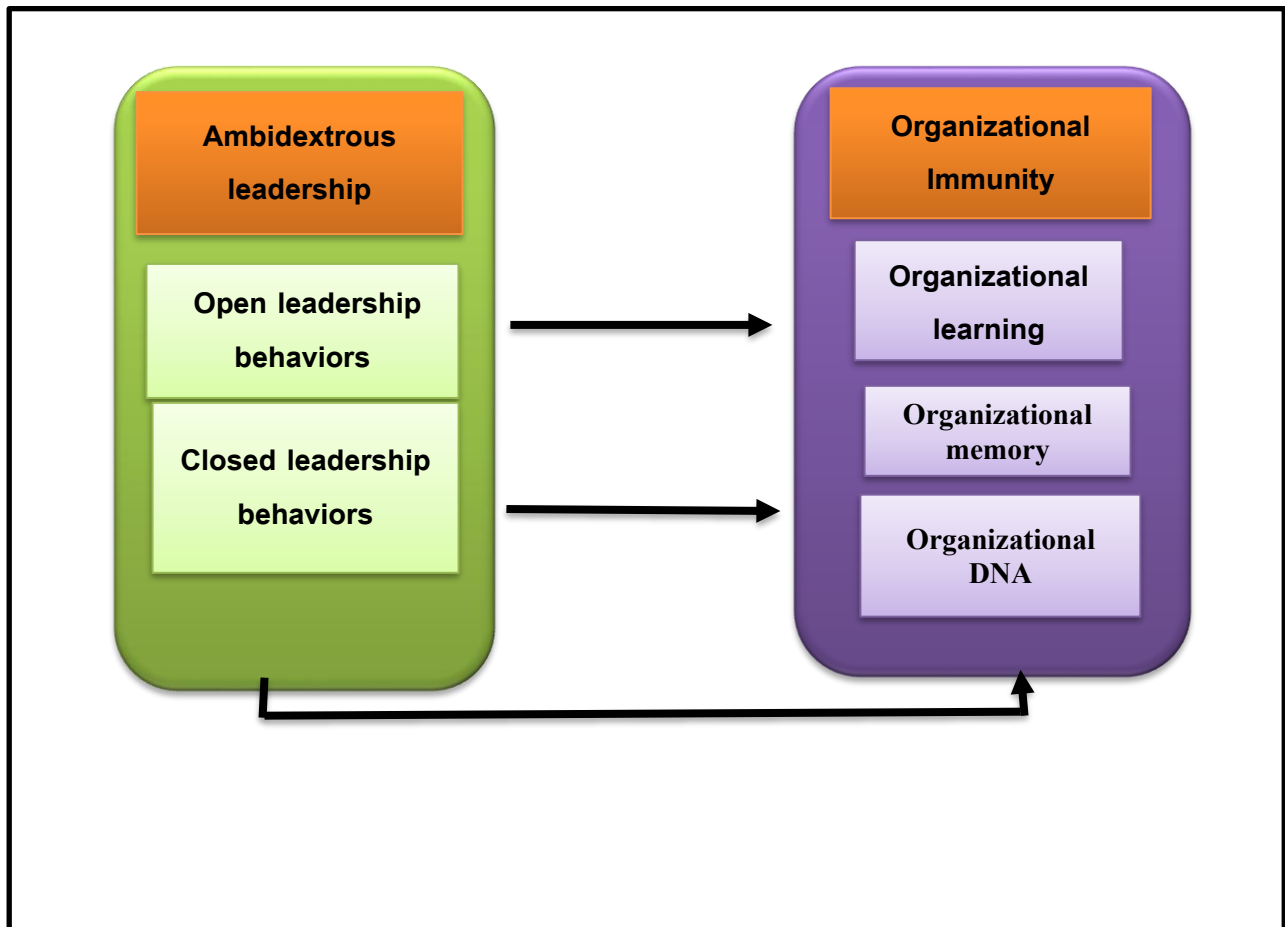 Ambidextrous
leadership
Open leadership
behaviors
Closed leadership
behaviors
Organizational
Immunity
Organizational
learning
Organizational
memory
Organizational
DNA